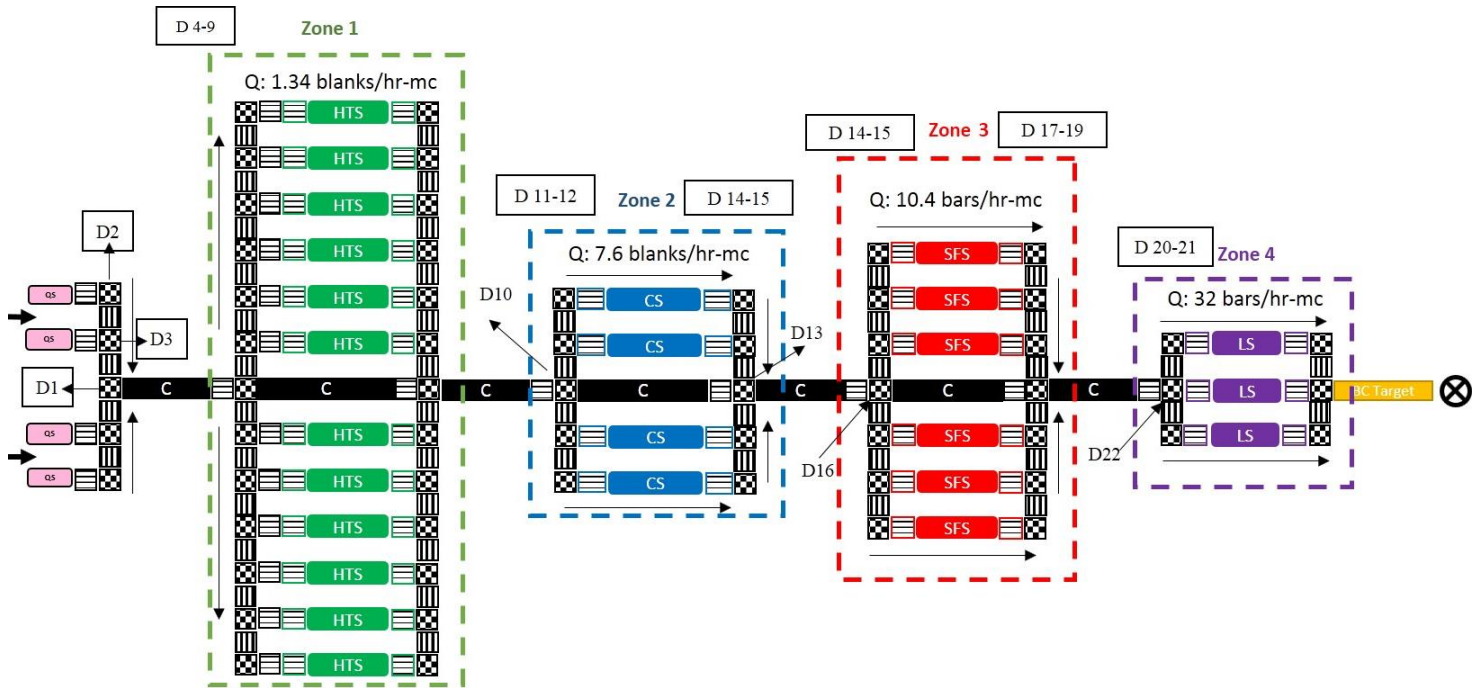 D 4-9
Zone 1
Q: 1.34 blanks/hr-mc
HTS
HTS
HTS
HTS
HTS
HTS
HTS
HTS
HTS
HTS
HTS
HTS
D2
QS
QS
D3
D1
QS
QS
C
C
C
D 11-12
Zone 2
D 14-15
Q: 7.6 blanks/hr-mc
D10
CS
CS
C
CS
CS
D13
C
D 14-15
Zone 3
D 17-19
Q: 10.4 bars/hr-mc
SFS
SFS
SFS
C
SFS
SFS
SFS
D16
C
D 20-21
Zone 4
Q: 32 bars/hr-mc
LS
LS
LS
D22
BC Target